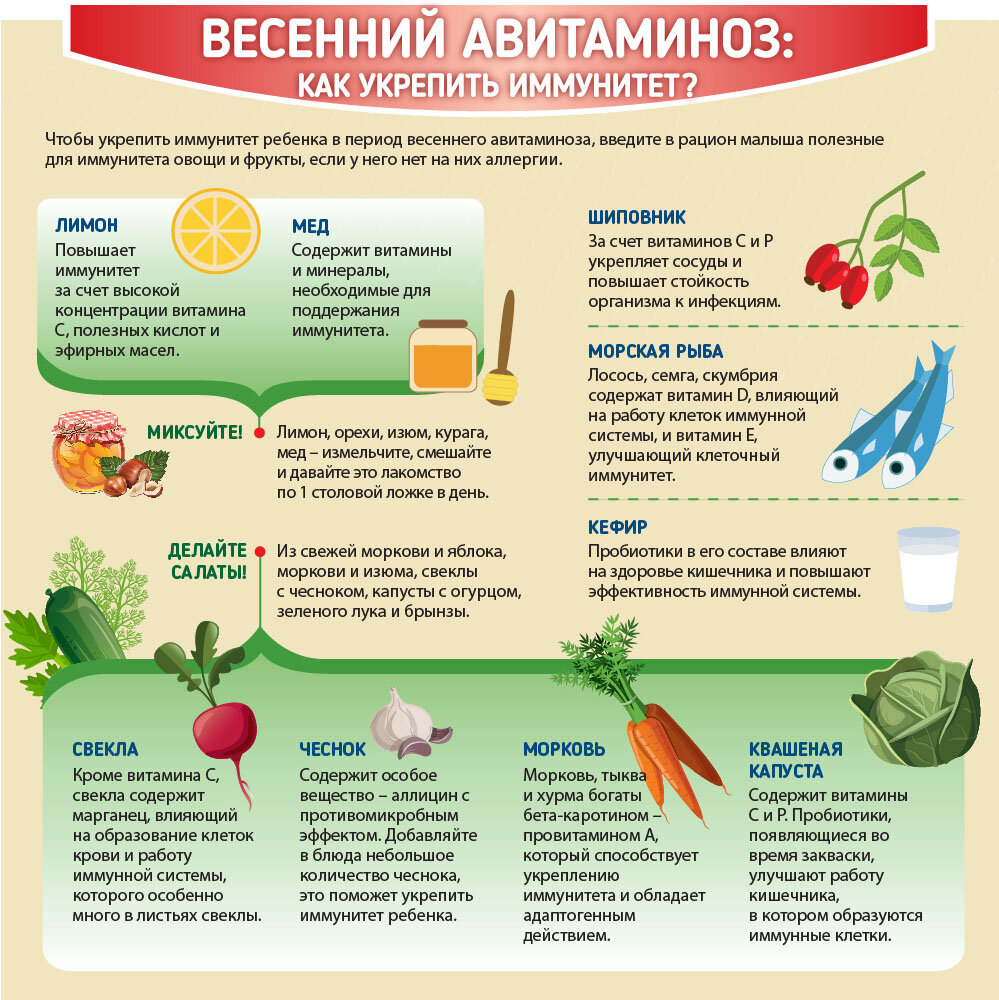 ВЕСЕННИЙ АВИТАМИНОЗ:
КАК УКРЕПИТЬ ИММУНИТЕТ?
Чтобы укрепить иммунитет ребенка в период весеннего авитаминоза, введите в рацион малыша полезные
для иммунитета овощи и фрукты, если у него нет на них аллергии.
ЛИМОН
Повышает
иммунитет
за счет высокой
концентрации витамина
С, полезных кислот и
эфирных масел.
МЕД
Содержит витамины
и минералы,
необходимые для
поддержания
иммунитета.
МИКСУЙТЕ!
Лимон, орехи, изюм, курага,
мед – измельчите, смешайте
и давайте это лакомство
по 1 столовой ложке в день.
ДЕЛАЙТЕ
САЛАТЫ!
Из свежей моркови и яблока,
моркови и изюма, свеклы
с чесноком, капусты с огурцом,
зеленого лука и брынзы.
ШИПОВНИК
За счет витаминов С и Р
укрепляет сосуды и
повышает стойкость
организма к инфекциям.
МОРСКАЯ РЫБА
Лосось, семга, скумбрия
содержат витамин D, влияющий
на работу клеток иммунной
системы, и витамин Е,
улучшающий клеточный
иммунитет.
КЕФИР
Пробиотики в его составе влияют
на здоровье кишечника и повышают
эффективность иммунной системы.
СВЕКЛА
Кроме витамина С,
свекла содержит
марганец, влияющий
на образование клеток
крови и работу
иммунной системы,
которого особенно
много в листьях свеклы.
ЧЕСНОК
Содержит особое
вещество – аллицин с
противомикробным
эффектом. Добавляйте
в блюда небольшое
количество чеснока,
это поможет укрепить
иммунитет ребенка.
МОРКОВЬ
Морковь, тыква
и хурма богаты
бета-каротином –
провитамином А,
который способствует
укреплению
иммунитета и обладает
адаптогенным
действием.
КВАШЕНАЯ
КАПУСТА
Содержит витамины
С и Р. Пробиотики,
появляющиеся во
время закваски,
улучшают работу
кишечника,
в котором образуются
иммунные клетки.